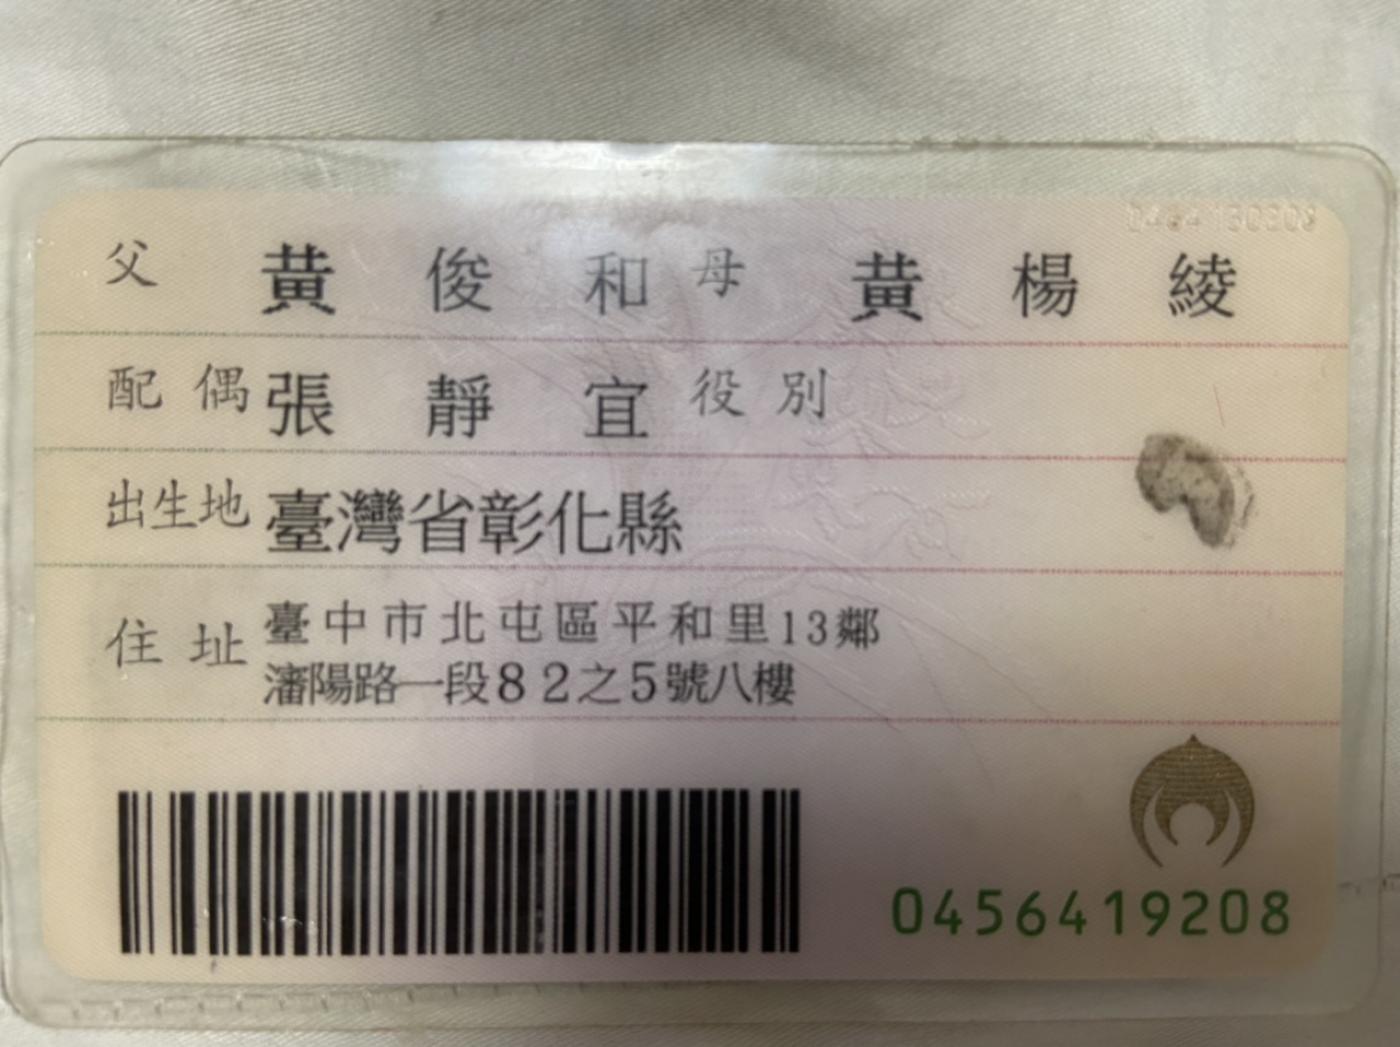 父 黃俊和 母 黃楊綾
配偶 張靜宜 役別
出生地 臺灣省彰化縣
住址 臺中市北屯區平和里13鄰
瀋陽路一段82之5號八樓
0456419208